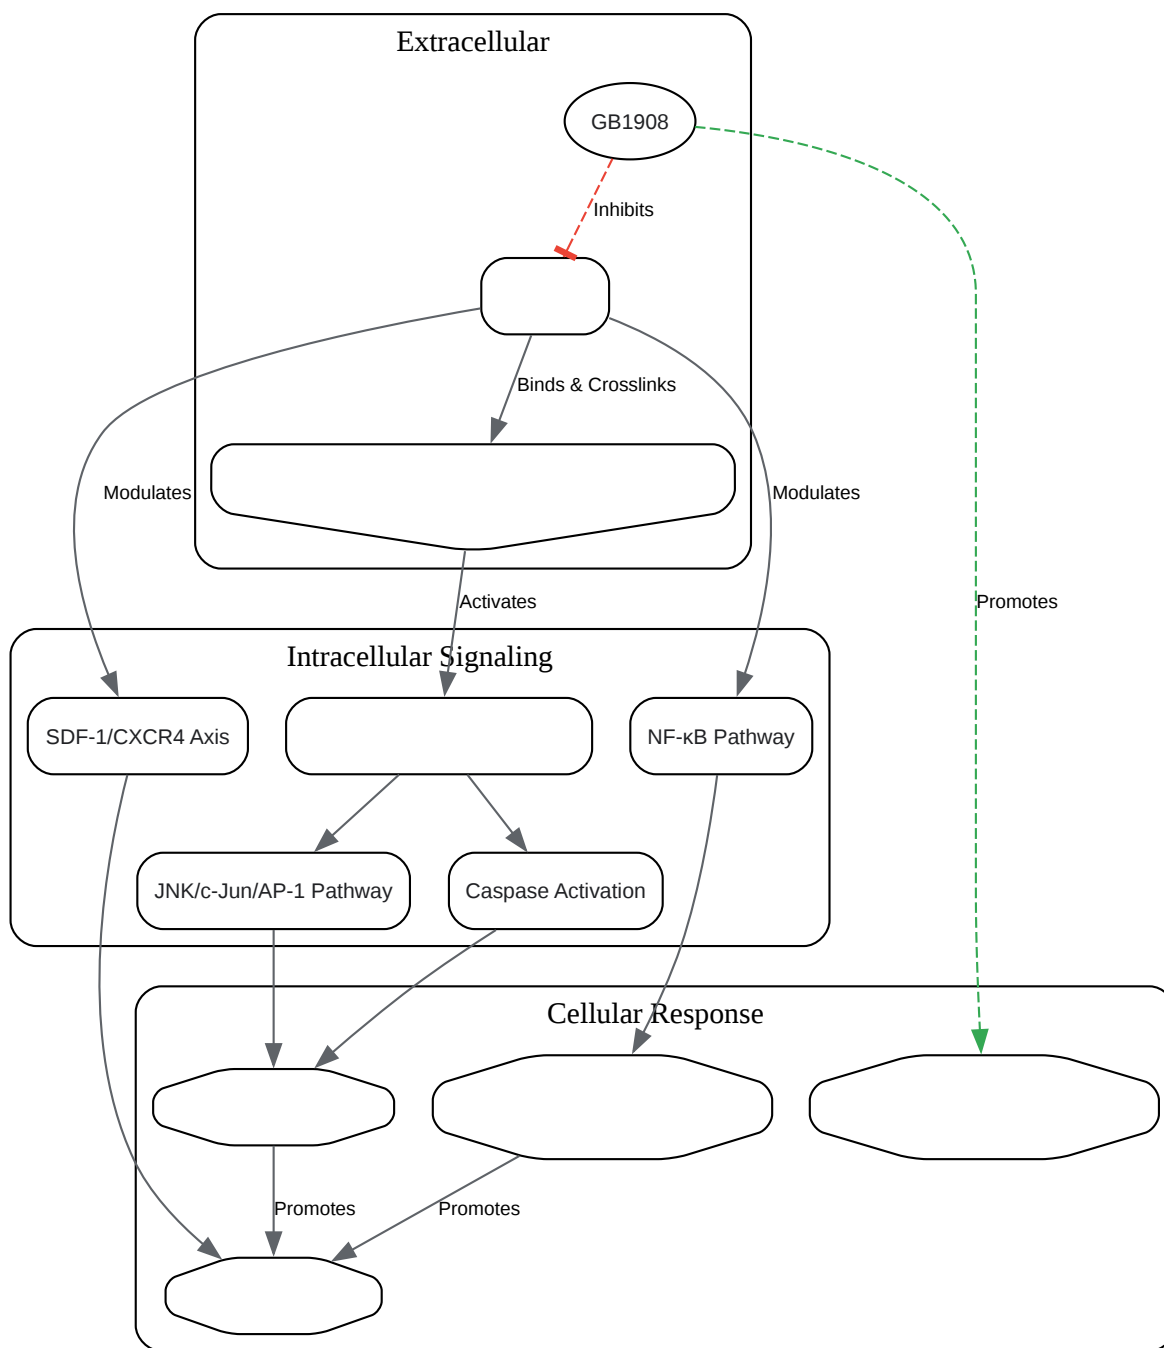 Extracellular
GB1908
Inhibits
Binds & Crosslinks
Modulates
Modulates
Activates
Promotes
Intracellular Signaling
SDF-1/CXCR4 Axis
NF-κB Pathway
JNK/c-Jun/AP-1 Pathway
Caspase Activation
Cellular Response
Promotes
Promotes